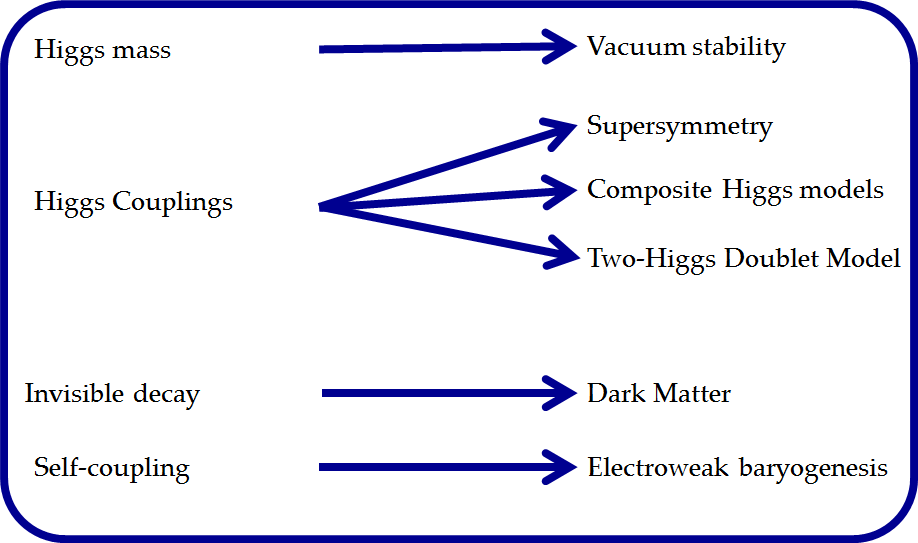 Higgs mass
Vacuum stability
Supersymmetry
Higgs Couplings
Composite Higgs models
Two-Higgs Doublet Model
Invisible decay
Dark Matter
Self-coupling
Electroweak baryogenesis